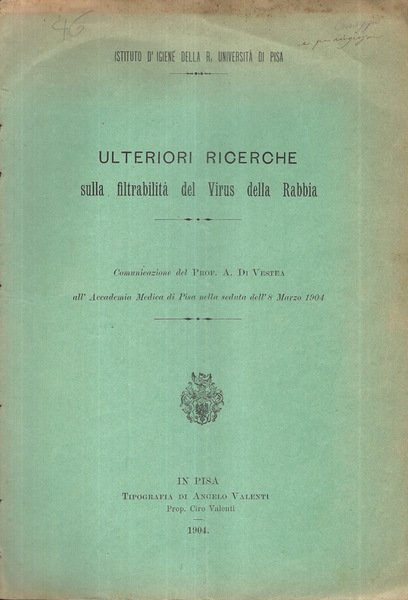 46
ISTITUTO D'IGIENE DELLA R. UNIVERSITÀ DI PISA
ULTERIORI RICERCHE
sulla filtrabilità del Virus della Rabbia
Comunicazione del PROF. A. DI VESTEA
all' Accademia Medica di Pisa nella seduta dell' 8 Marzo 1904
IN PISA
TIPOGRAFIA DI ANGELO VALENTI
Prop. Ciro Valenti
1904.